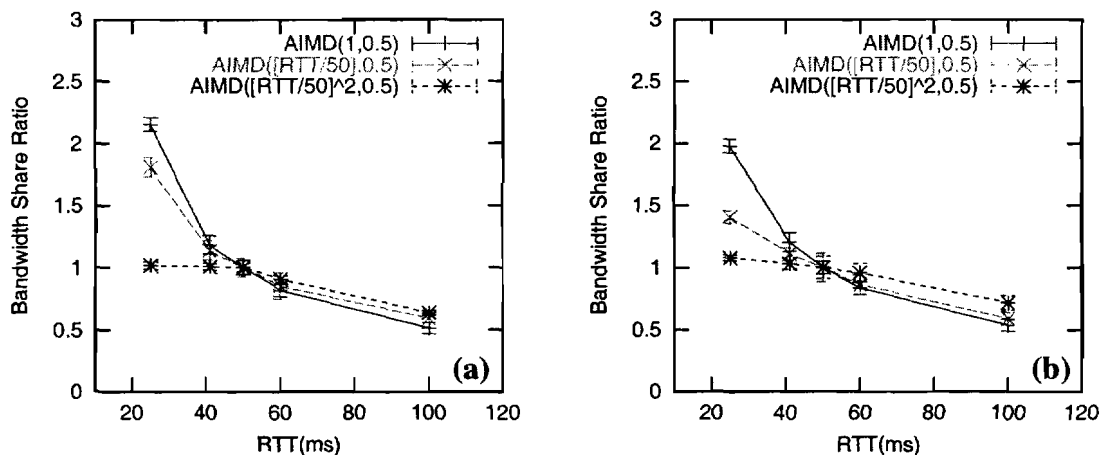 3
2.5
2
1.5
1
0.5
0
Bandwidth Share Ratio
AIMD(1,0.5)
AIMD([RTT/50],0.5)
AIMD([RTT/50]^2,0.5)
(a)
20 40 60 80 100 120
RTT(ms)
3
2.5
2
1.5
1
0.5
0
Bandwidth Share Ratio
AIMD(1,0.5)
AIMD([RTT/50],0.5)
AIMD([RTT/50]^2,0.5)
(b)
20 40 60 80 100 120
RTT(ms)